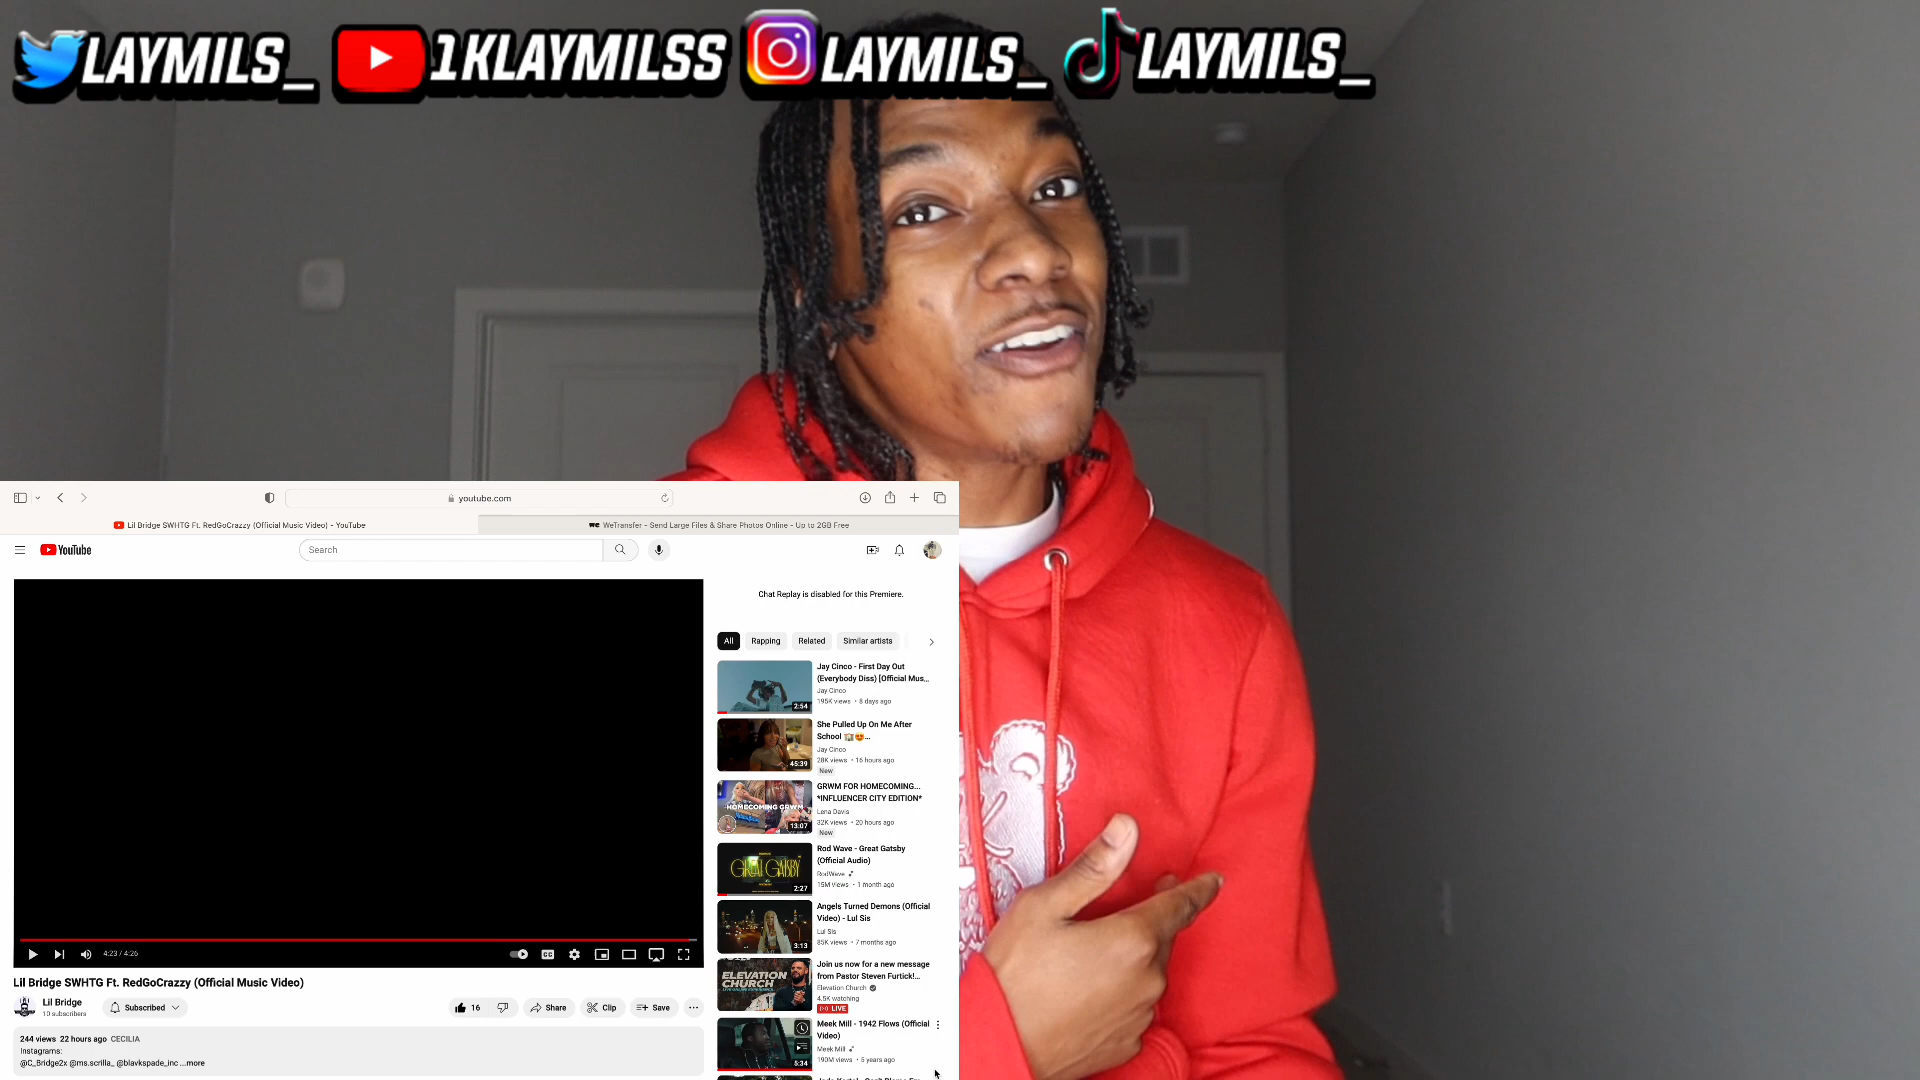 LAYMILS_ 1KLAYMILSS LAYMILS_ LAYMILS_
youtube.com
Lil Bridge SWHTG Ft. RedGoCrazzy (Official Music Video) - YouTube
WeTransfer - Send Large Files & Share Photos Online - Up to 2GB Free
YouTube
Search
Chat Replay is disabled for this Premiere.
All Rapping Related Similar artists
Jay Cinco - First Day Out
(Everybody Diss) [Official Mus...
Jay Cinco
195K views • 8 days ago
2:54
She Pulled Up On Me After
School 🏫😍...
Jay Cinco
28K views • 16 hours ago
New
45:39
GRWM FOR HOMECOMING...
*INFLUENCER CITY EDITION*
Lena Davis
32K views • 20 hours ago
New
HOMECOMING GRWM
13:07
Rod Wave - Great Gatsby
(Official Audio)
RodWave
15M views • 1 month ago
GREAT GATSBY
2:27
Angels Turned Demons (Official
Video) - Lul Sis
Lul Sis
85K views • 7 months ago
3:13
Join us now for a new message
from Pastor Steven Furtick!...
Elevation Church
4.5K watching
LIVE
ELEVATION
CHURCH
Meek Mill - 1942 Flows (Official
Video)
Meek Mill
190M views • 5 years ago
5:34
4:23 / 4:26
CC
Lil Bridge SWHTG Ft. RedGoCrazzy (Official Music Video)
Lil Bridge
10 subscribers
Subscribed
16
Share
Clip
Save
244 views 22 hours ago CECILIA
Instagrams:
@C_Bridge2x @ms.scrilla_ @blavkspade_inc ...more